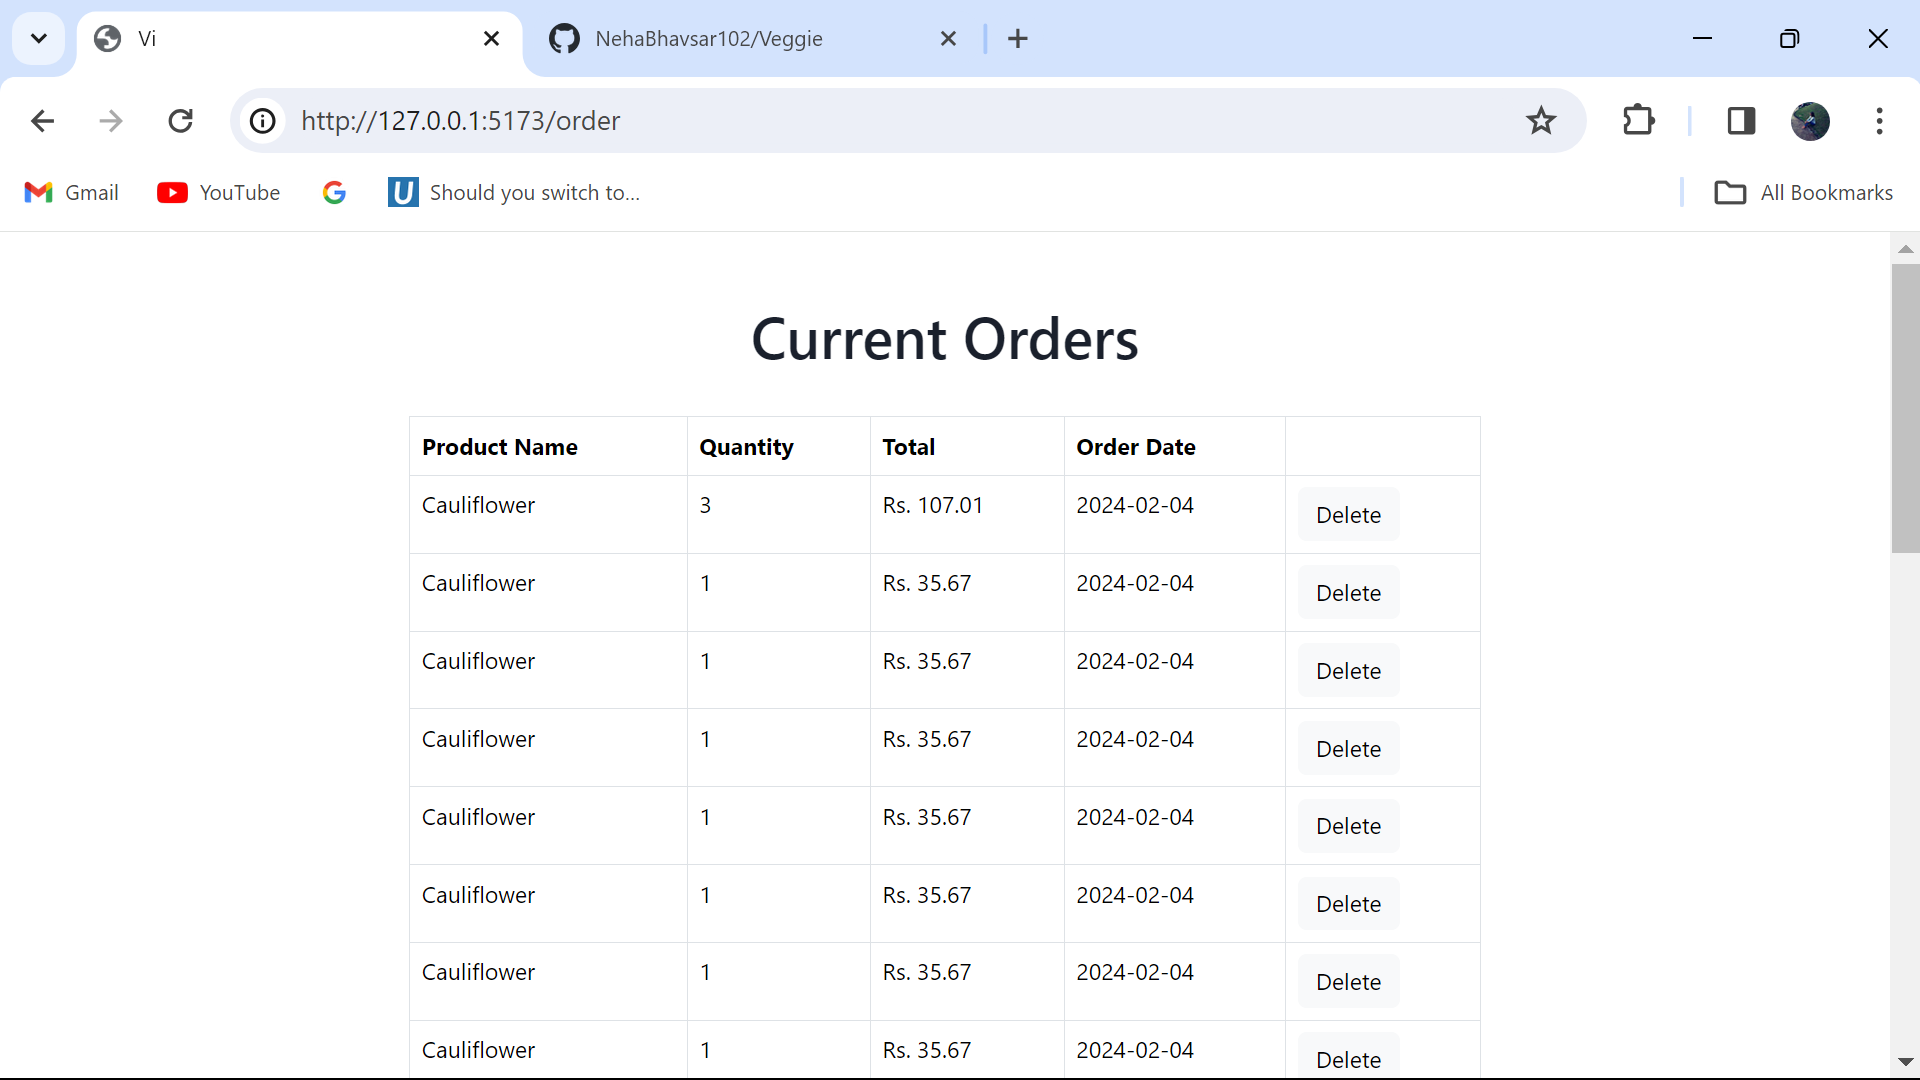 Vi
NehaBhavsar102/Veggie
http://127.0.0.1:5173/order
Gmail
YouTube
Should you switch to...
All Bookmarks
Current Orders
Product Name Quantity Total Order Date
Cauliflower 3 Rs. 107.01 2024-02-04 Delete
Cauliflower 1 Rs. 35.67 2024-02-04 Delete
Cauliflower 1 Rs. 35.67 2024-02-04 Delete
Cauliflower 1 Rs. 35.67 2024-02-04 Delete
Cauliflower 1 Rs. 35.67 2024-02-04 Delete
Cauliflower 1 Rs. 35.67 2024-02-04 Delete
Cauliflower 1 Rs. 35.67 2024-02-04 Delete
Cauliflower 1 Rs. 35.67 2024-02-04 Delete